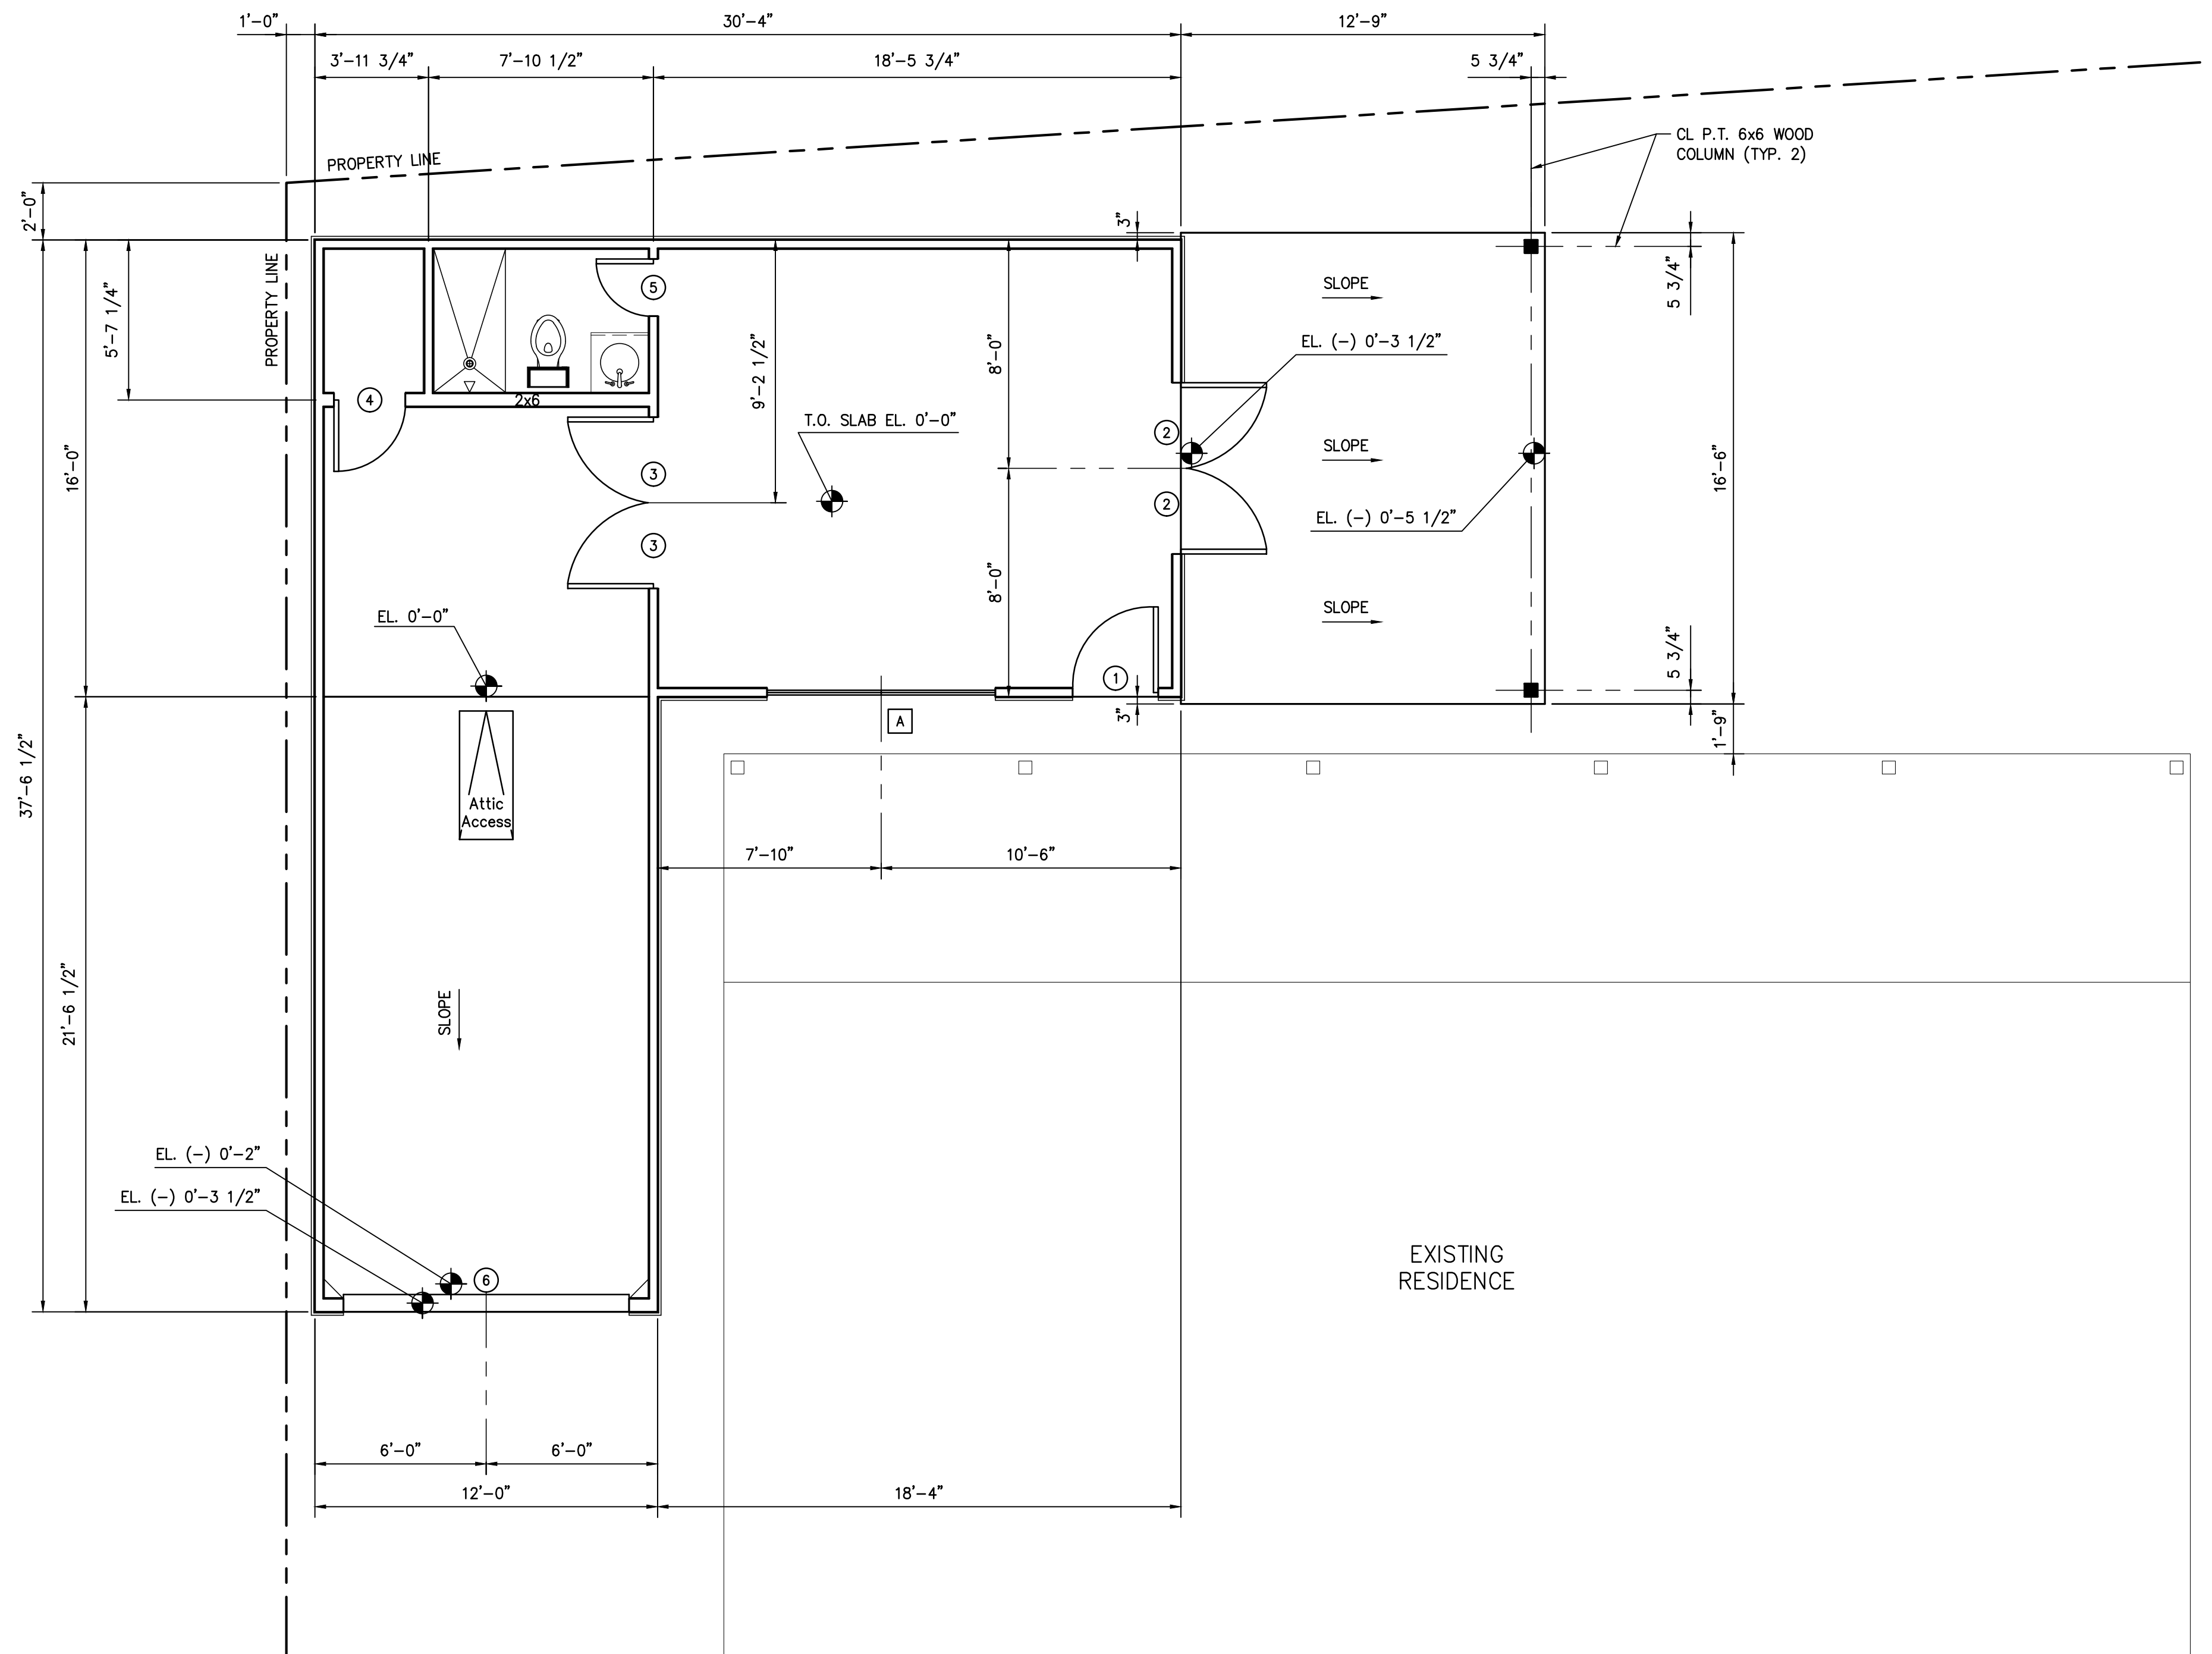 1'-0"
30'-4"
12'-9"
3'-11 3/4"
7'-10 1/2"
18'-5 3/4"
5 3/4"
CL P.T. 6x6 WOOD
COLUMN (TYP. 2)
PROPERTY LINE
2'-0"
3"
PROPERTY LINE
5'-7 1/4"
5
SLOPE
5 3/4"
EL. (-) 0'-3 1/2"
9'-2 1/2"
8'-0"
4
2x6
T.O. SLAB EL. 0'-0"
2
SLOPE
16'-0"
3
16'-6"
2
EL. (-) 0'-5 1/2"
3
8'-0"
EL. 0'-0"
SLOPE
5 3/4"
1
3"
A
1'-9"
37'-6 1/2"
Attic
Access
7'-10"
10'-6"
21'-6 1/2"
SLOPE
EL. (-) 0'-2"
EL. (-) 0'-3 1/2"
6
EXISTING
RESIDENCE
6'-0"
6'-0"
12'-0"
18'-4"